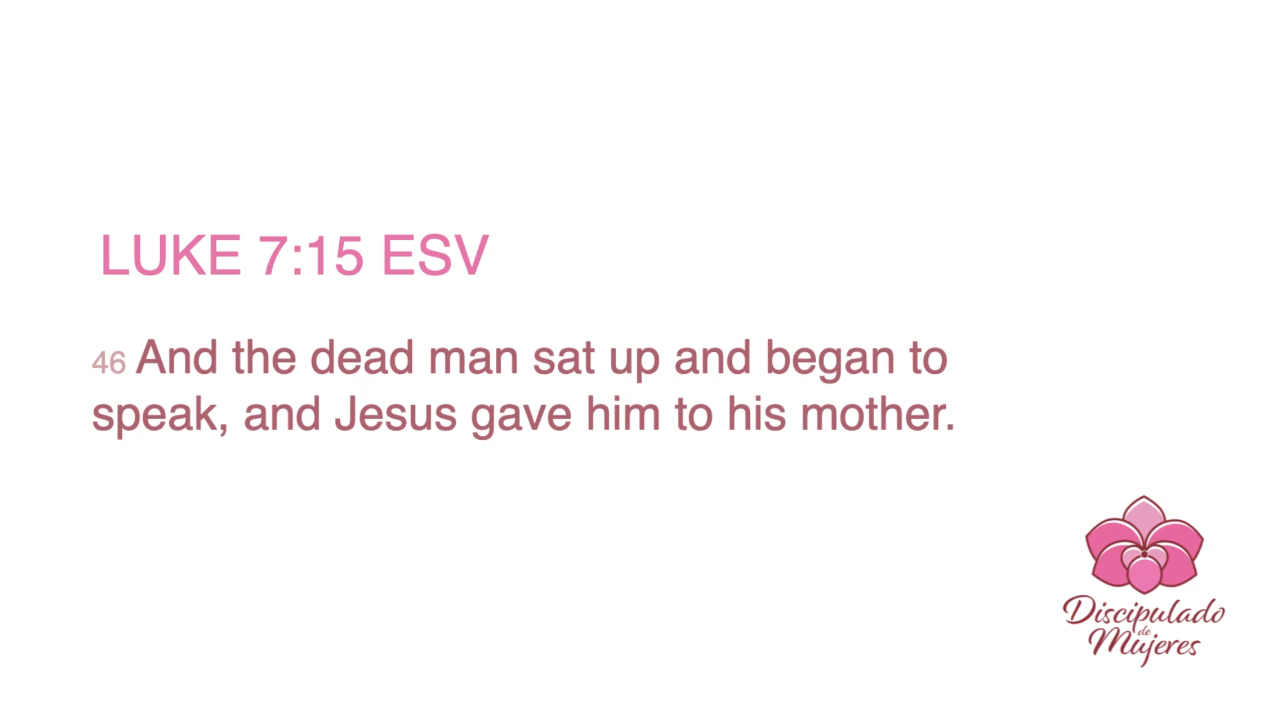 LUKE 7:15 ESV
46 And the dead man sat up and began to
speak, and Jesus gave him to his mother.
Discipulado
de
Mujeres